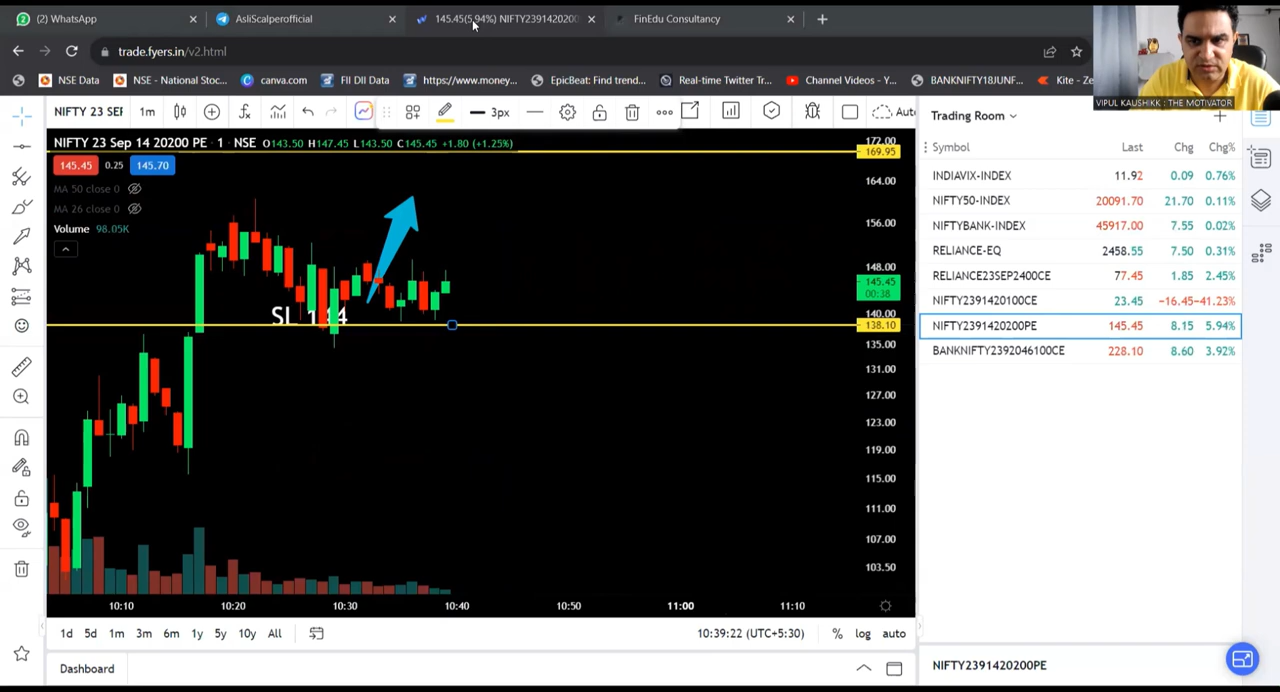 (2) WhatsApp
AsliScalperofficial
145.45(5.94%) NIFTY2391420200
FinEdu Consultancy
trade.fyers.in/v2.html
NSE Data
NSE - National Stoc...
canva.com
FII DII Data
https://www.money...
EpicBeat: Find trend...
Real-time Twitter Tr...
Channel Videos - Y...
BANKNIFTY18JUNF...
Kite - Ze
VIPUL KAUSHIKK : THE MOTIVATOR
NIFTY 23 SEP
1m
3px
Auto
Trading Room
NIFTY 23 Sep 14 20200 PE · 1 · NSE O143.50 H147.45 L143.50 C145.45 +1.80 (+1.25%)
145.45 0.25 145.70
MA 50 close 0
MA 26 close 0
Volume 98.05K
SL 134
172.00
169.95
164.00
156.00
148.00
145.45
00:38
140.00
138.10
135.00
131.00
127.00
123.00
119.00
115.00
111.00
107.00
103.50
10:10 10:20 10:30 10:40 10:50 11:00 11:10
1d 5d 1m 3m 6m 1y 5y 10y All
10:39:22 (UTC+5:30) % log auto
Dashboard
Symbol Last Chg Chg%
INDIAVIX-INDEX 11.92 0.09 0.76%
NIFTY50-INDEX 20091.70 21.70 0.11%
NIFTYBANK-INDEX 45917.00 7.55 0.02%
RELIANCE-EQ 2458.55 7.50 0.31%
RELIANCE23SEP2400CE 77.45 1.85 2.45%
NIFTY2391420100CE 23.45 −16.45 −41.23%
NIFTY2391420200PE 145.45 8.15 5.94%
BANKNIFTY2392046100CE 228.10 8.60 3.92%
NIFTY2391420200PE